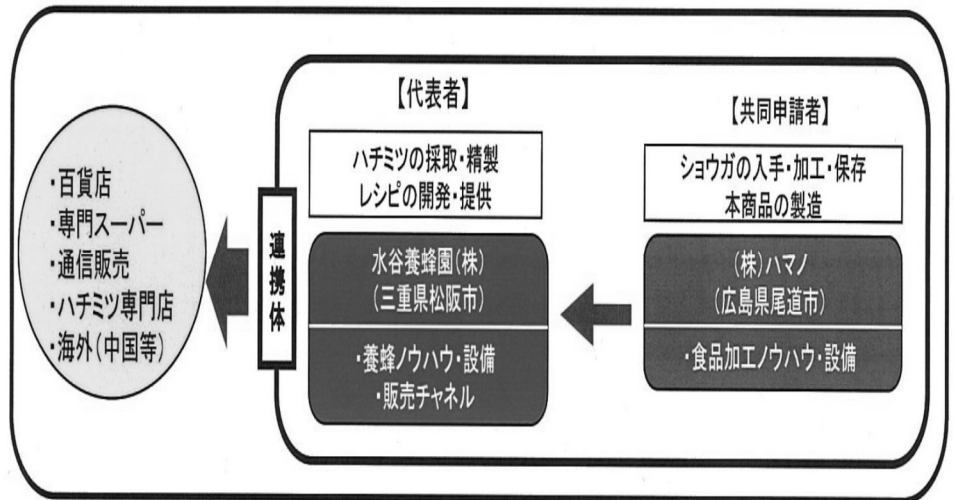 ・百貨店
・専門スーパー
・通信販売
・ハチミツ専門店
・海外（中国等）
連携体
【代表者】
ハチミツの採取・精製
レシピの開発・提供
水谷養蜂園（株）
（三重県松阪市）
・養蜂ノウハウ・設備
・販売チャネル
【共同申請者】
ショウガの入手・加工・保存
本商品の製造
（株）ハマノ
（広島県尾道市）
・食品加工ノウハウ・設備